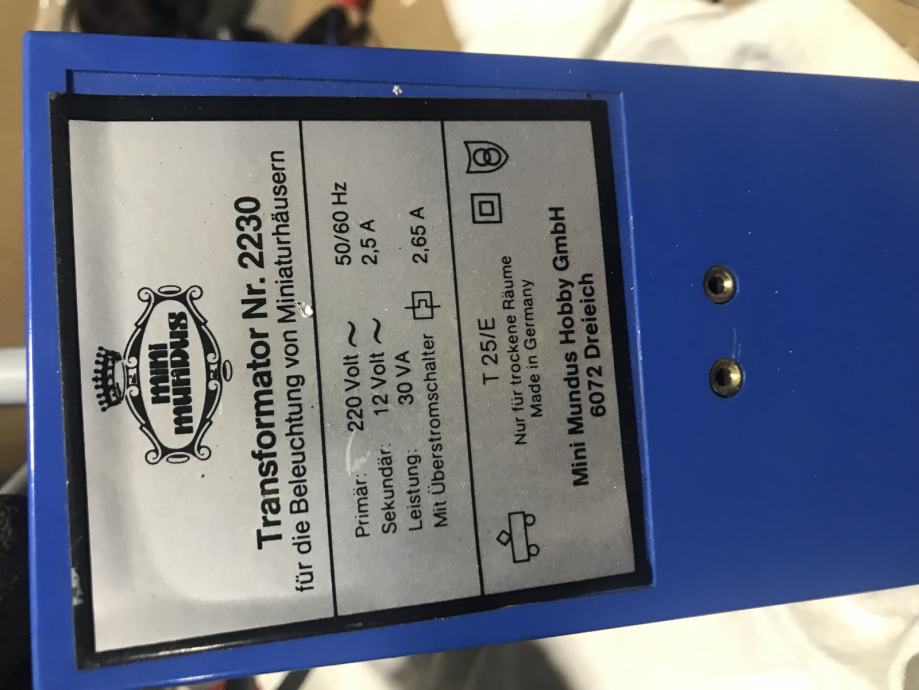 MINI
MUNDUS
Transformator Nr. 2230
für die Beleuchtung von Miniaturhäusern
Primär: 220 Volt ~ 50/60 Hz
Sekundär: 12 Volt ~ 2,5 A
Leistung: 30 VA
Mit Überstromschalter 2,65 A
T 25/E
Nur für trockene Räume
Made in Germany
Mini Mundus Hobby GmbH
6072 Dreieich